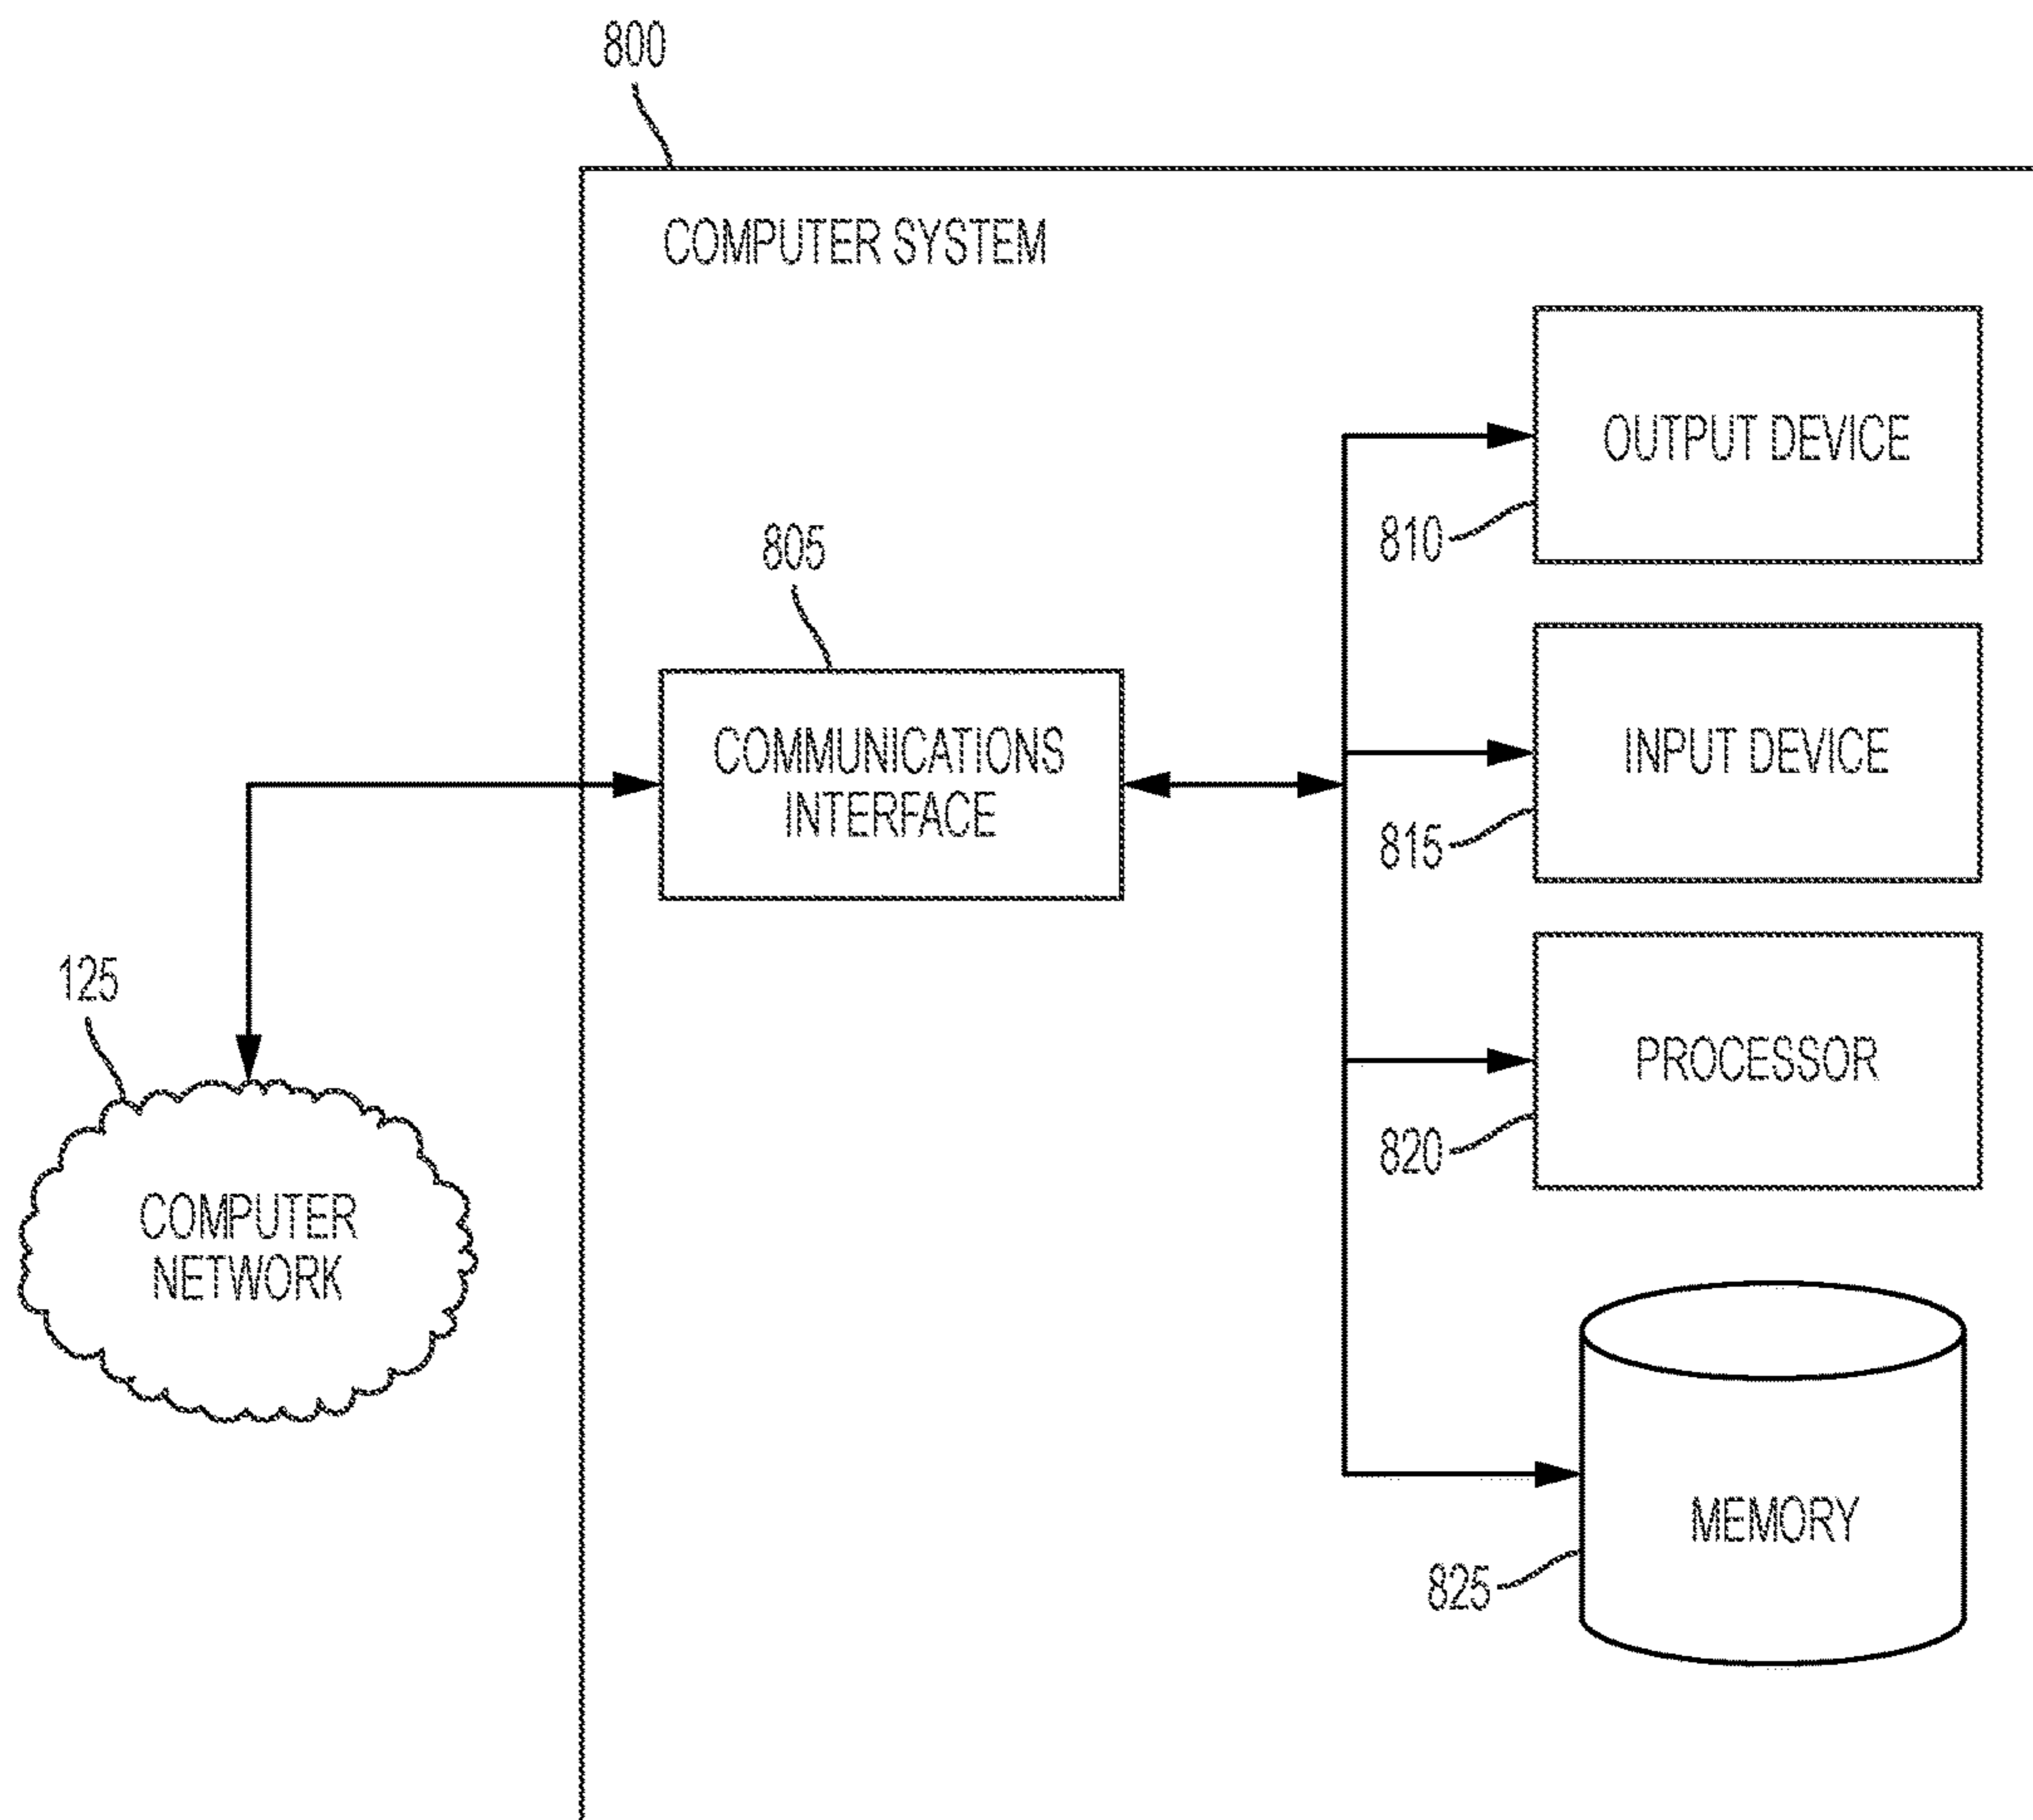 800
COMPUTER SYSTEM
OUTPUT DEVICE
810
805
COMMUNICATIONS
INTERFACE
INPUT DEVICE
815
125
COMPUTER
NETWORK
PROCESSOR
820
MEMORY
825